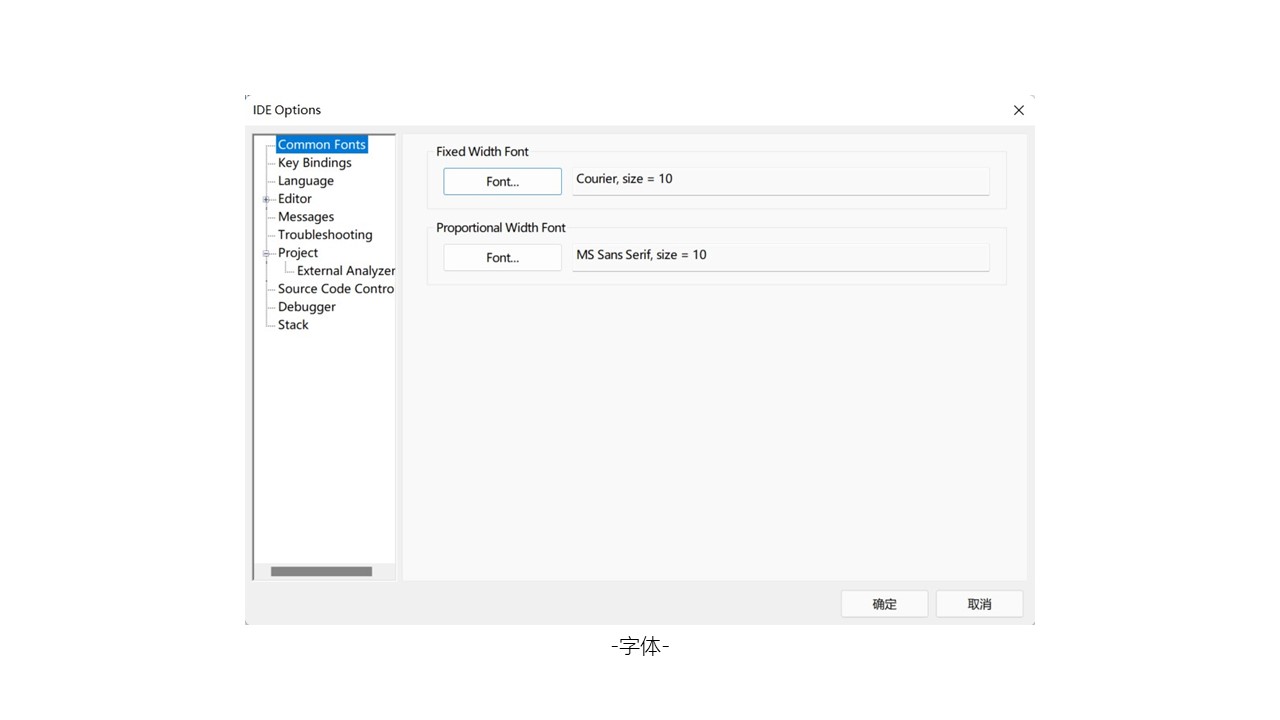 IDE Options
Common Fonts
Key Bindings
Language
Editor
Messages
Troubleshooting
Project
External Analyzer
Source Code Contro
Debugger
Stack
Fixed Width Font
Font...
Courier, size = 10
Proportional Width Font
Font...
MS Sans Serif, size = 10
确定
取消
-字体-